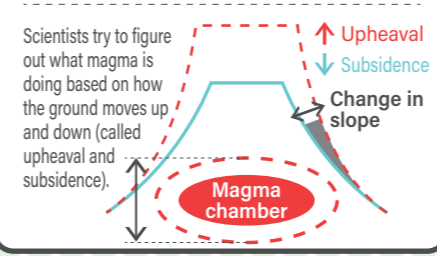 Scientists try to figure
out what magma is
doing based on how
the ground moves up
and down (called
upheaval and
subsidence).
Upheaval
Subsidence
Change in
slope
Magma
chamber